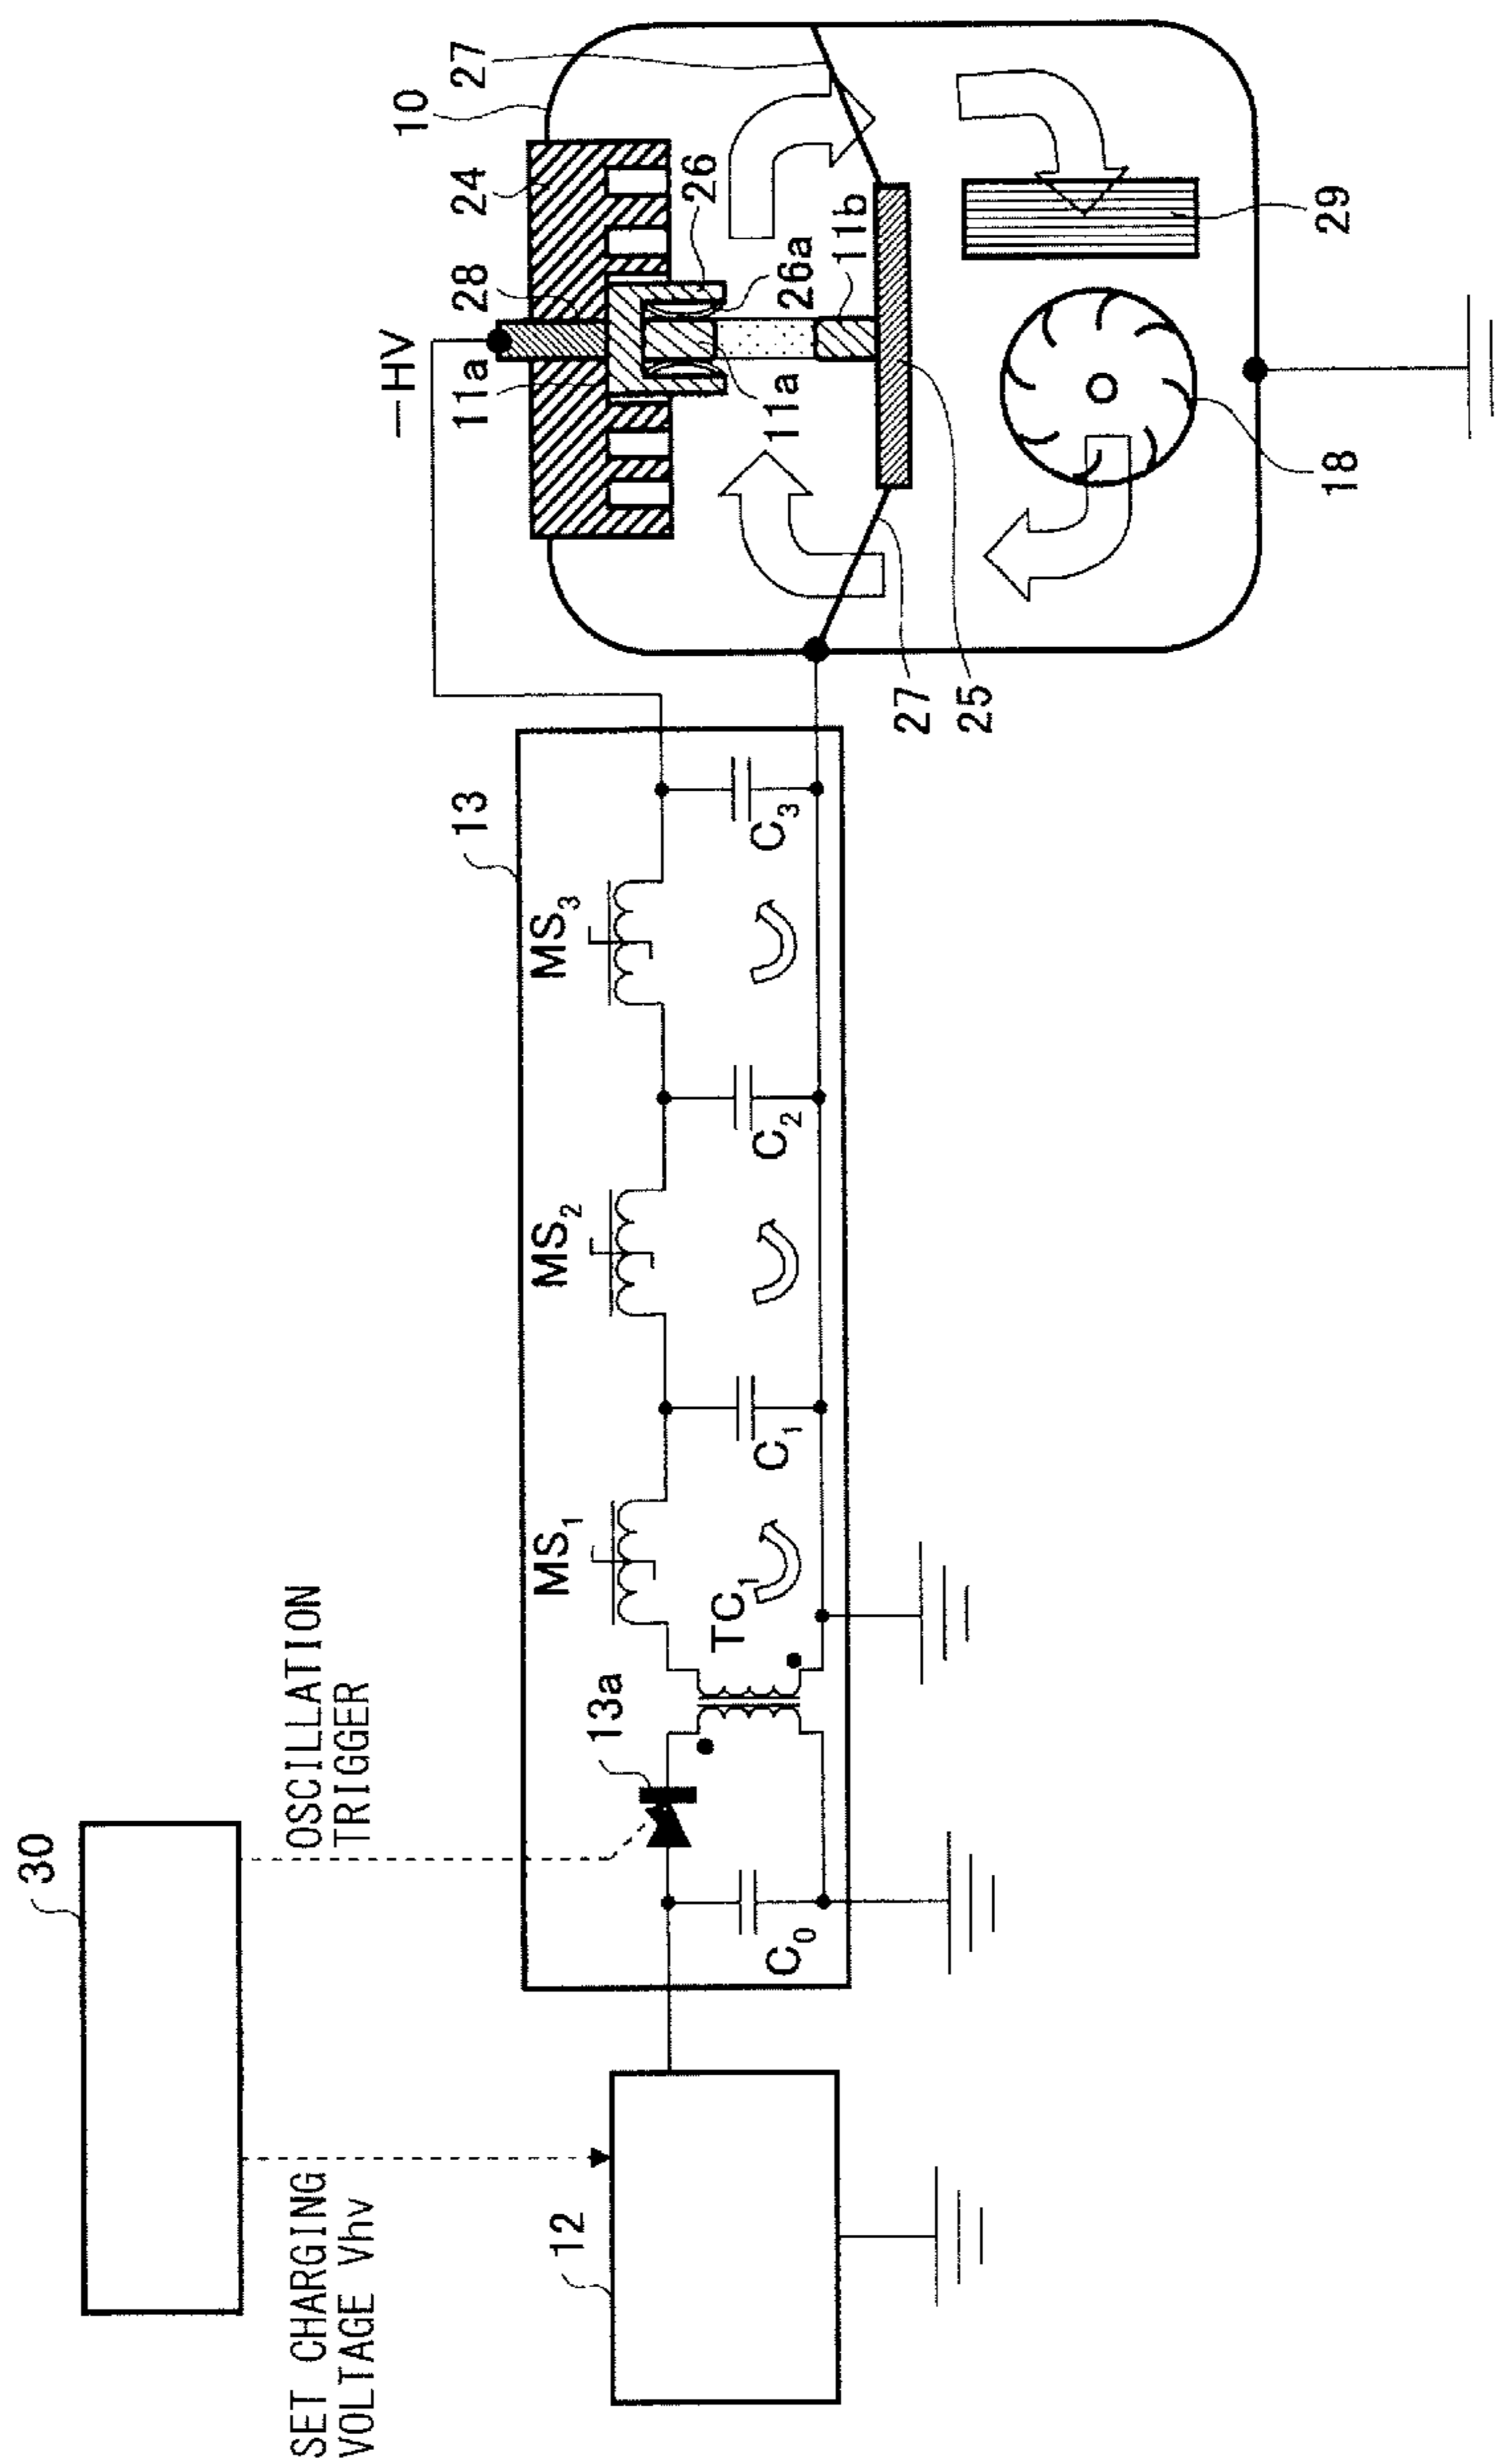 30
SET CHARGING
VOLTAGE Vhv
OSCILLATION
TRIGGER
12
13
13a
C0
TC1
MS1
C1
MS2
C2
MS3
C3
−HV
11a
28
24
10
27
26
26a
11a
11b
27
25
18
29